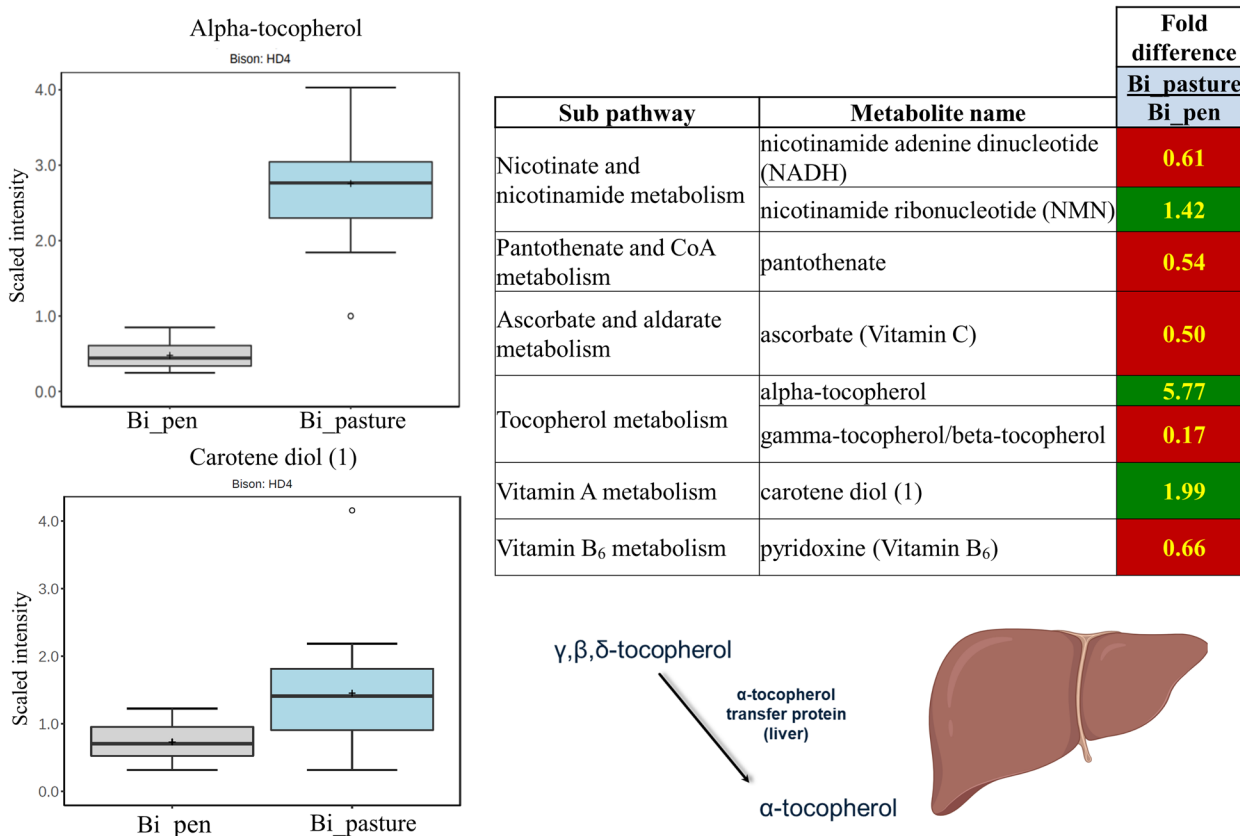 Alpha-tocopherol
Bison: HD4
Scaled intensity
4.0
3.0
2.0
1.0
0.0
Bi_pen
Bi_pasture
Carotene diol (1)
Bison: HD4
Scaled intensity
4.0
3.0
2.0
1.0
0.0
Bi_pen
Bi_pasture
Fold
difference
Bi_pasture
Bi_pen
Sub pathway
Metabolite name
Nicotinate and
nicotinamide metabolism
nicotinamide adenine dinucleotide
(NADH)
0.61
nicotinamide ribonucleotide (NMN)
1.42
Pantothenate and CoA
metabolism
pantothenate
0.54
Ascorbate and aldarate
metabolism
ascorbate (Vitamin C)
0.50
Tocopherol metabolism
alpha-tocopherol
5.77
gamma-tocopherol/beta-tocopherol
0.17
Vitamin A metabolism
carotene diol (1)
1.99
Vitamin B₆ metabolism
pyridoxine (Vitamin B₆)
0.66
γ,β,δ-tocopherol
α-tocopherol
transfer protein
(liver)
α-tocopherol